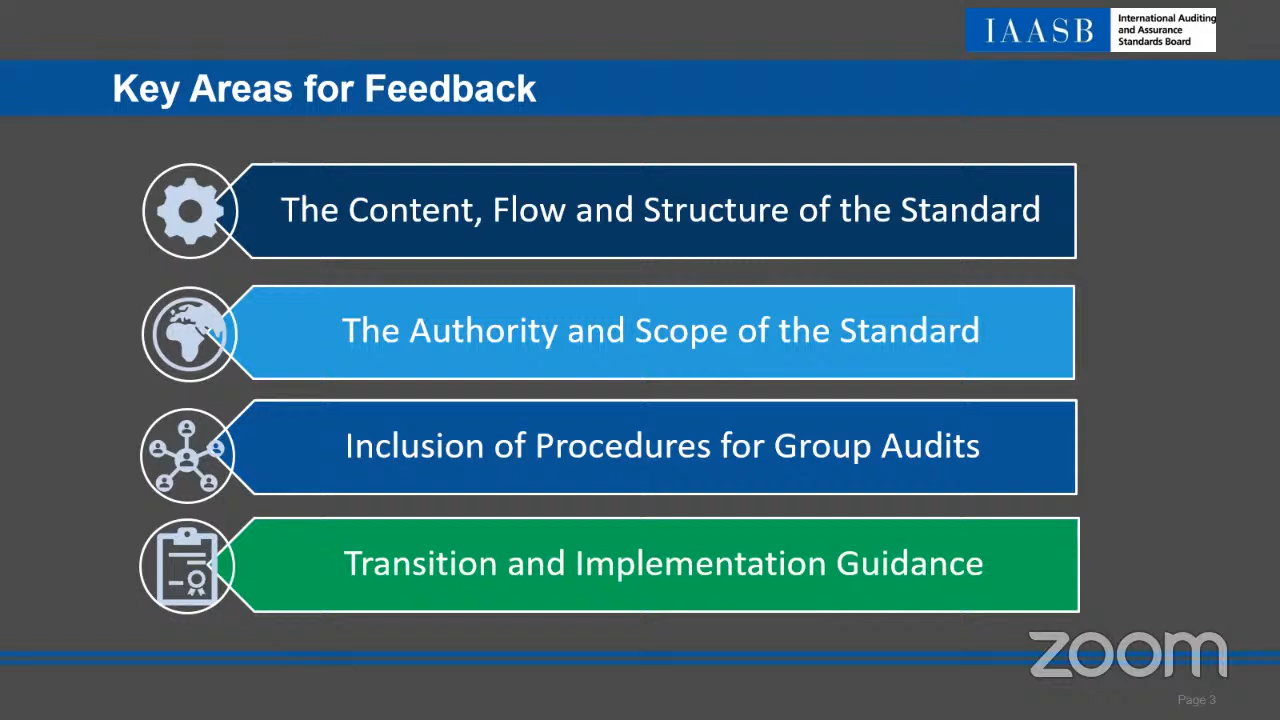 IAASB
International Auditing
and Assurance
Standards Board
Key Areas for Feedback
The Content, Flow and Structure of the Standard
The Authority and Scope of the Standard
Inclusion of Procedures for Group Audits
Transition and Implementation Guidance
zoom
Page 3